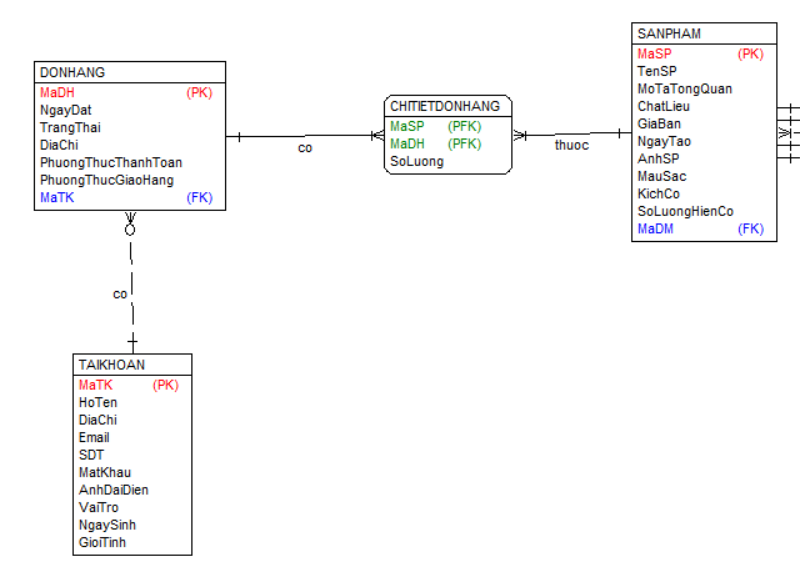 DONHANG
MaDH (PK)
NgayDat
TrangThai
DiaChi
PhuongThucThanhToan
PhuongThucGiaoHang
MaTK (FK)
co
CHITIETDONHANG
MaSP (PFK)
MaDH (PFK)
SoLuong
thuoc
SANPHAM
MaSP (PK)
TenSP
MoTaTongQuan
ChatLieu
GiaBan
NgayTao
AnhSP
MauSac
KichCo
SoLuongHienCo
MaDM (FK)
co
TAIKHOAN
MaTK (PK)
HoTen
DiaChi
Email
SDT
MatKhau
AnhDaiDien
VaiTro
NgaySinh
GioiTinh